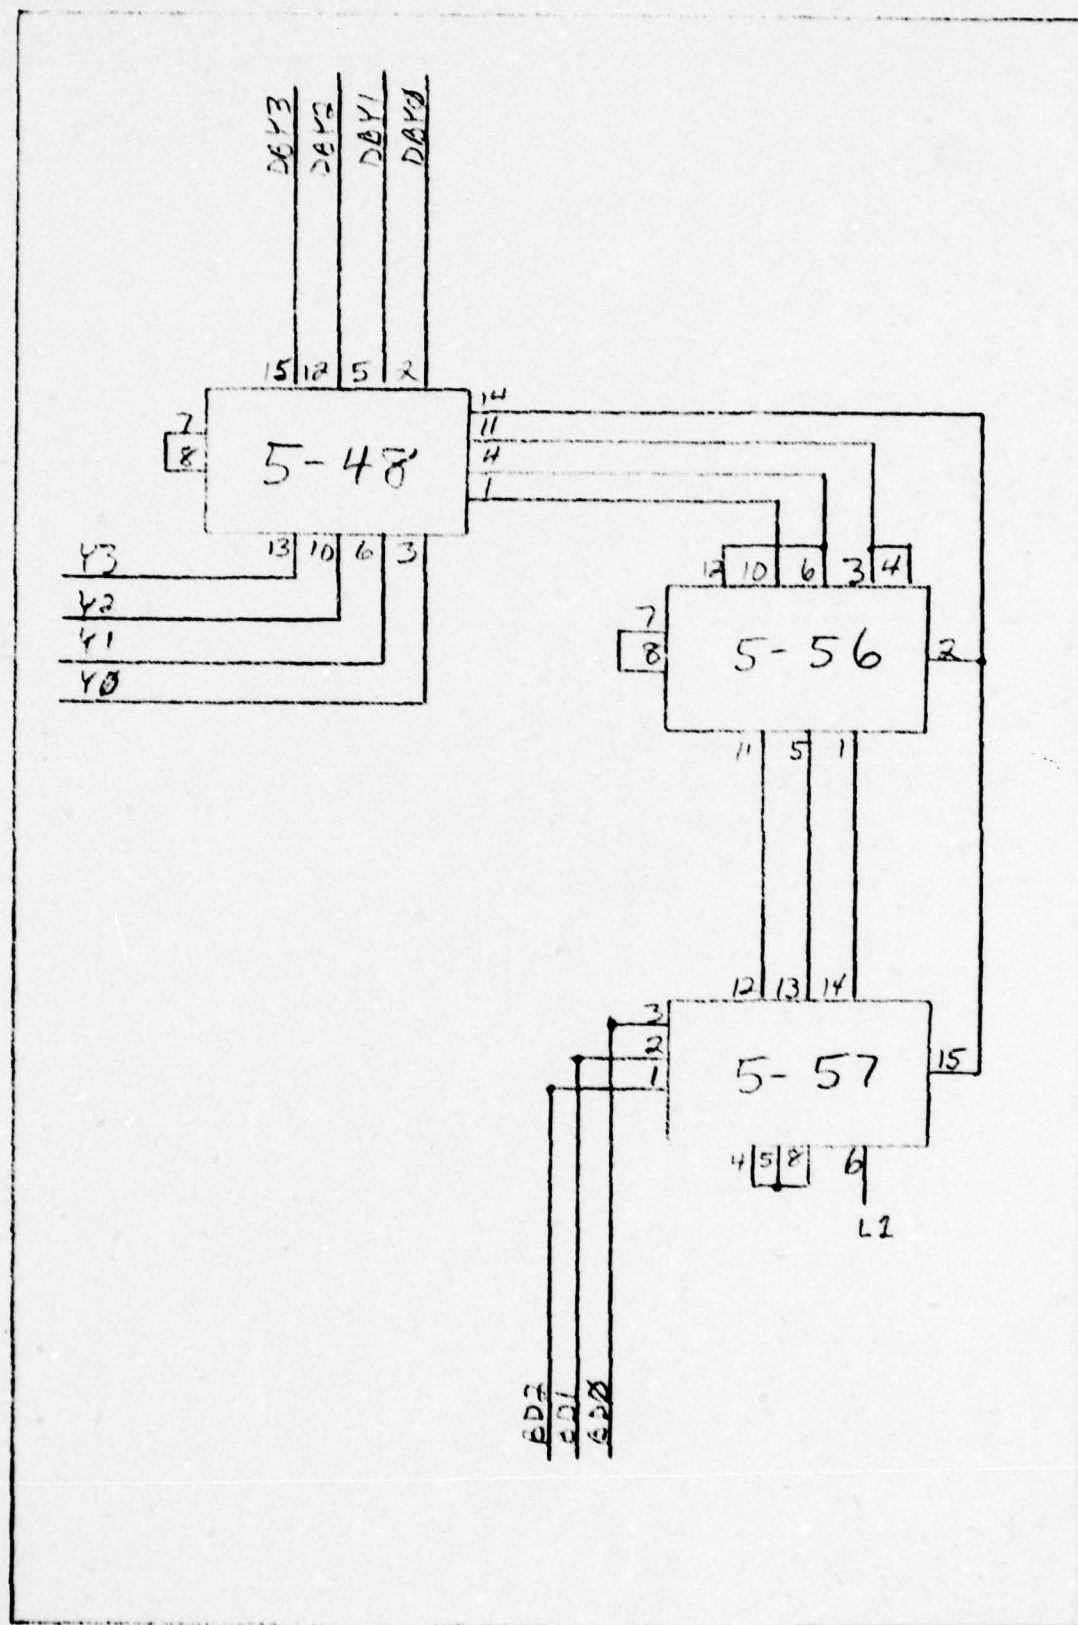 DBY3 DBY2 DBY1 DBYØ
15 12 5 2
14
7 11
8 5-48 4
1
13 10 6 3
Y3
Y2
Y1
YØ
12 10 6 3 4
7
8 5-56 2
11 5 1
12 13 14
3
2 5-57 15
1
4 5 8 6
L1
BD2 BD1 BDØ